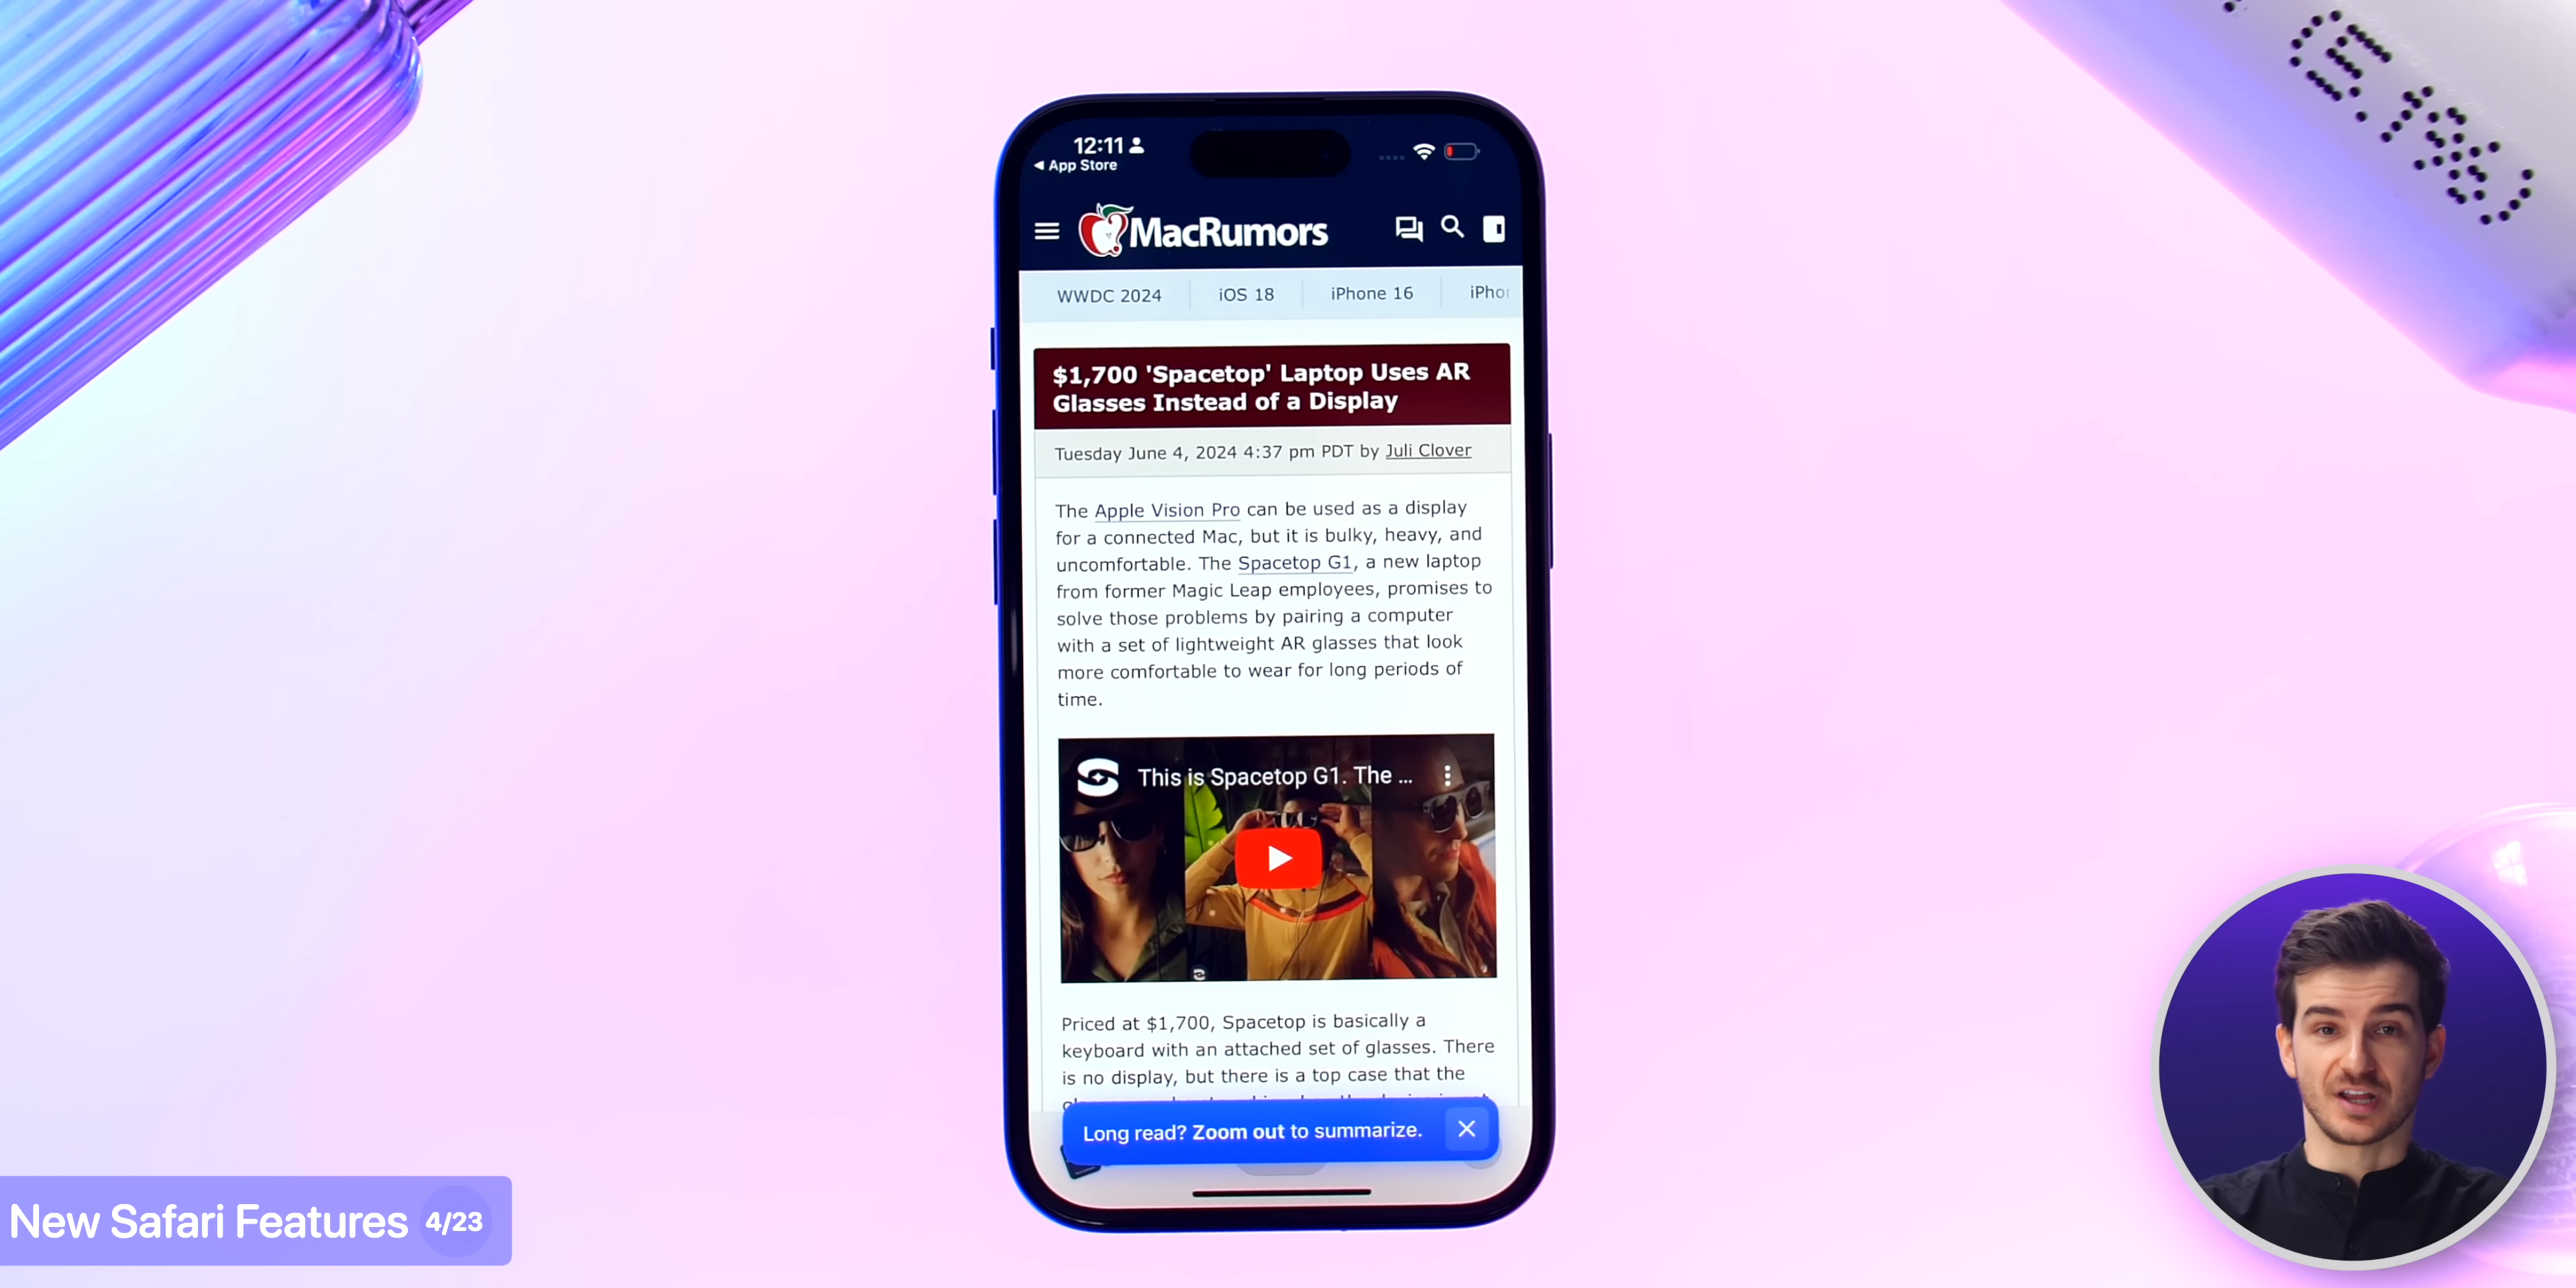 (E.1%)
12:11
App Store
MacRumors
WWDC 2024
iOS 18
iPhone 16
iPho
$1,700 'Spacetop' Laptop Uses AR
Glasses Instead of a Display
Tuesday June 4, 2024 4:37 pm PDT by Juli Clover
The Apple Vision Pro can be used as a display
for a connected Mac, but it is bulky, heavy, and
uncomfortable. The Spacetop G1, a new laptop
from former Magic Leap employees, promises to
solve those problems by pairing a computer
with a set of lightweight AR glasses that look
more comfortable to wear for long periods of
time.
This is Spacetop G1. The ...
Priced at $1,700, Spacetop is basically a
keyboard with an attached set of glasses. There
is no display, but there is a top case that the
Long read? Zoom out to summarize.
New Safari Features 4/23